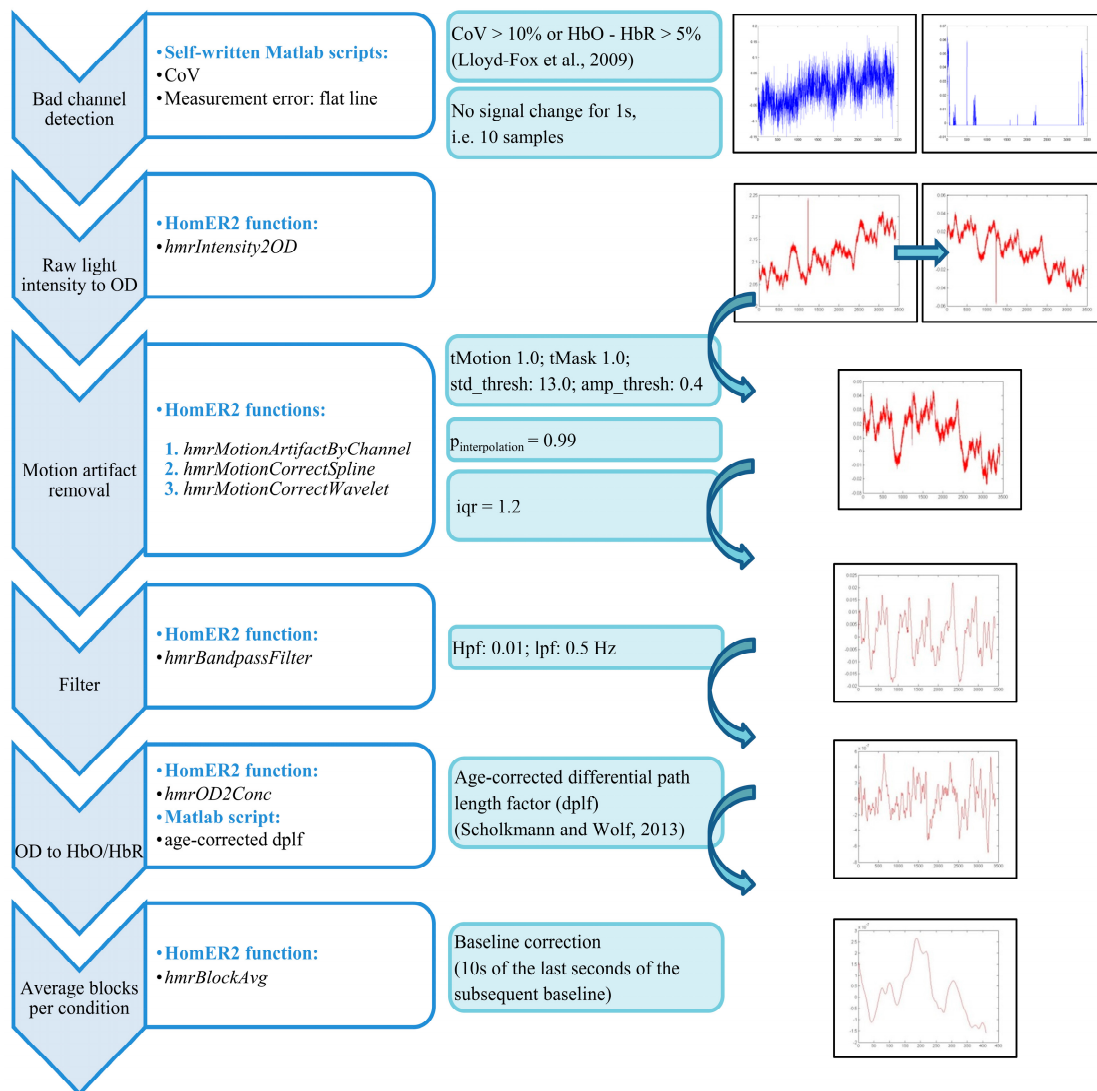 Bad channel
detection
• Self-written Matlab scripts:
• CoV
• Measurement error: flat line
CoV > 10% or HbO - HbR > 5%
(Lloyd-Fox et al., 2009)
No signal change for 1s,
i.e. 10 samples
Raw light
intensity to OD
• HomER2 function:
• hmrIntensity2OD
Motion artifact
removal
• HomER2 functions:
1. hmrMotionArtifactByChannel
2. hmrMotionCorrectSpline
3. hmrMotionCorrectWavelet
tMotion 1.0; tMask 1.0;
std_thresh: 13.0; amp_thresh: 0.4
pinterpolation = 0.99
iqr = 1.2
Filter
• HomER2 function:
• hmrBandpassFilter
Hpf: 0.01; lpf: 0.5 Hz
OD to HbO/HbR
• HomER2 function:
• hmrOD2Conc
• Matlab script:
• age-corrected dplf
Age-corrected differential path
length factor (dplf)
(Scholkmann and Wolf, 2013)
Average blocks
per condition
• HomER2 function:
• hmrBlockAvg
Baseline correction
(10s of the last seconds of the
subsequent baseline)